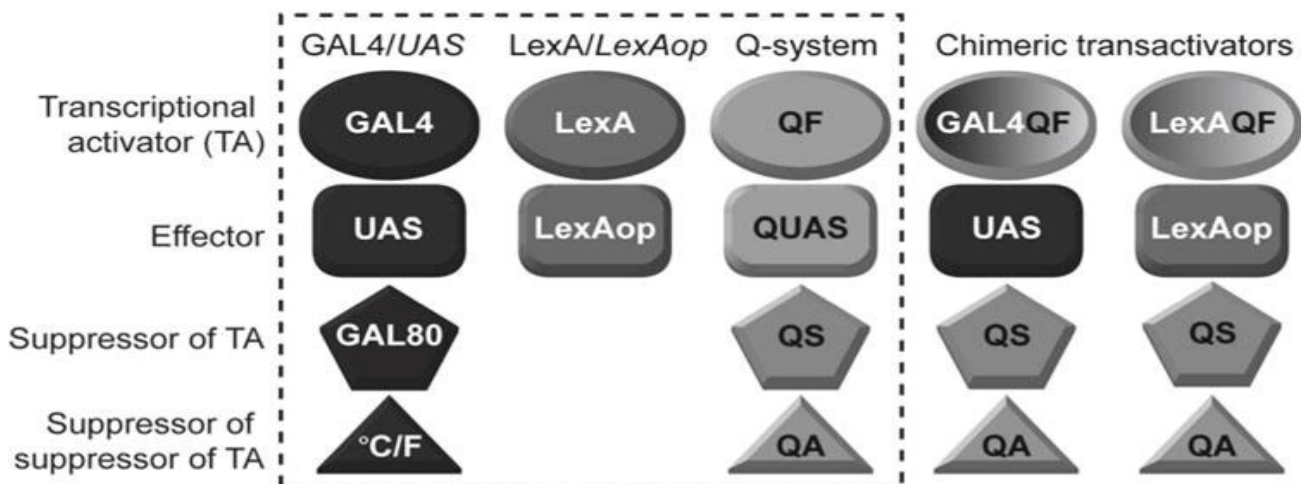 GAL4/UAS LexA/LexAop Q-system Chimeric transactivators
Transcriptional
activator (TA)
GAL4 LexA QF GAL4QF LexAQF
Effector UAS LexAop QUAS UAS LexAop
Suppressor of TA GAL80 QS QS QS
Suppressor of
suppressor of TA
°C/F QA QA QA